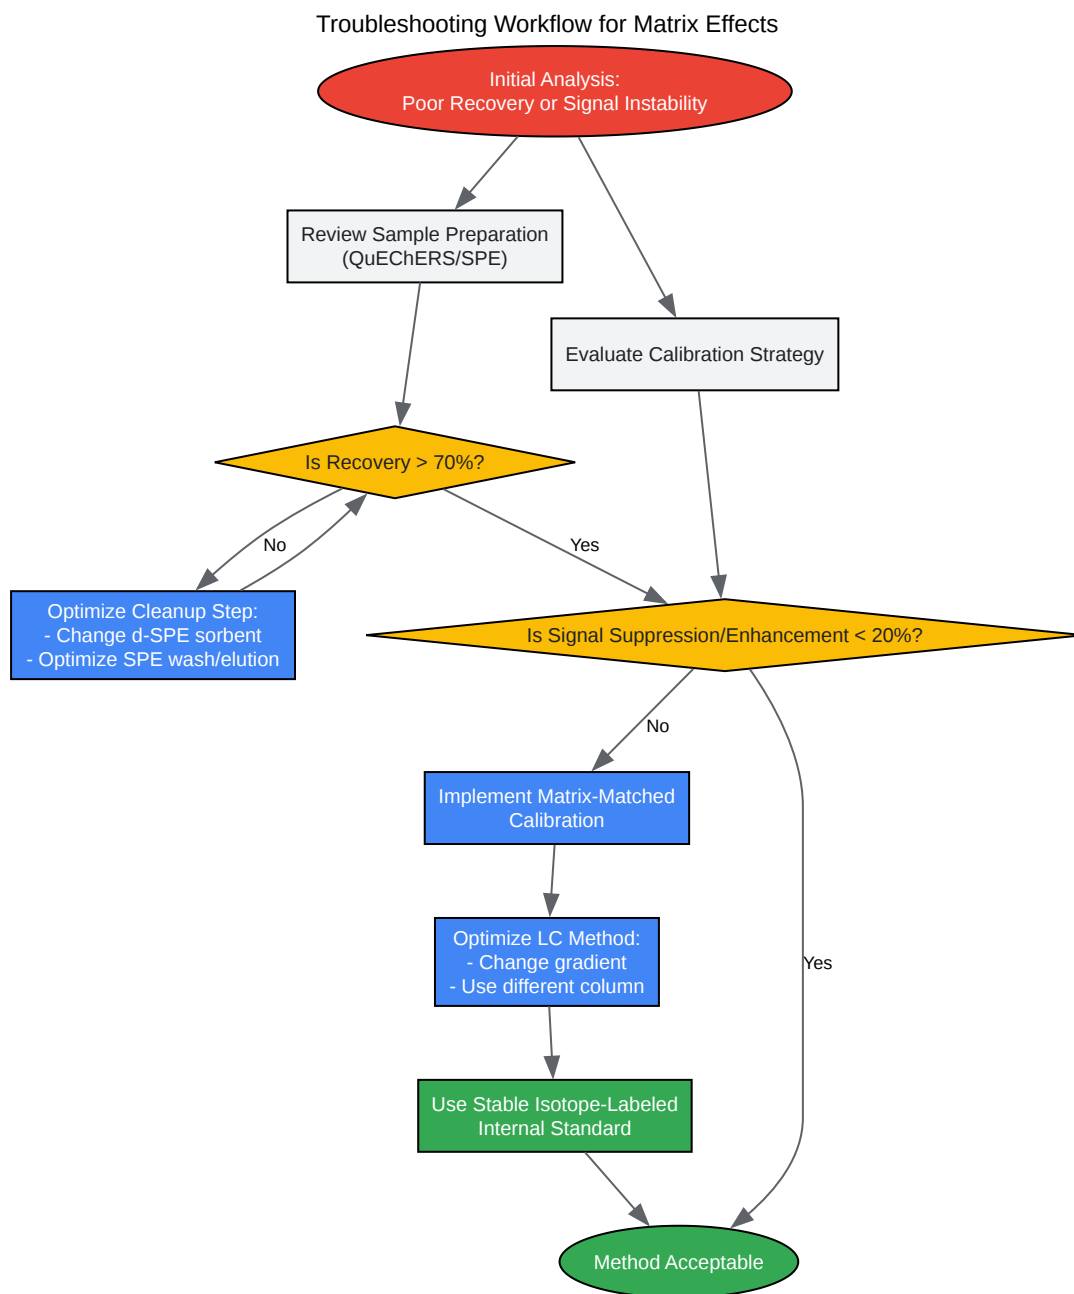 Troubleshooting Workflow for Matrix Effects
Initial Analysis:
Poor Recovery or Signal Instability
Review Sample Preparation
(QuEChERS/SPE)
Evaluate Calibration Strategy
Is Recovery > 70%?
No
Yes
Optimize Cleanup Step:
- Change d-SPE sorbent
- Optimize SPE wash/elution
Is Signal Suppression/Enhancement < 20%?
No
Implement Matrix-Matched
Calibration
Optimize LC Method:
- Change gradient
- Use different column
Yes
Use Stable Isotope-Labeled
Internal Standard
Method Acceptable